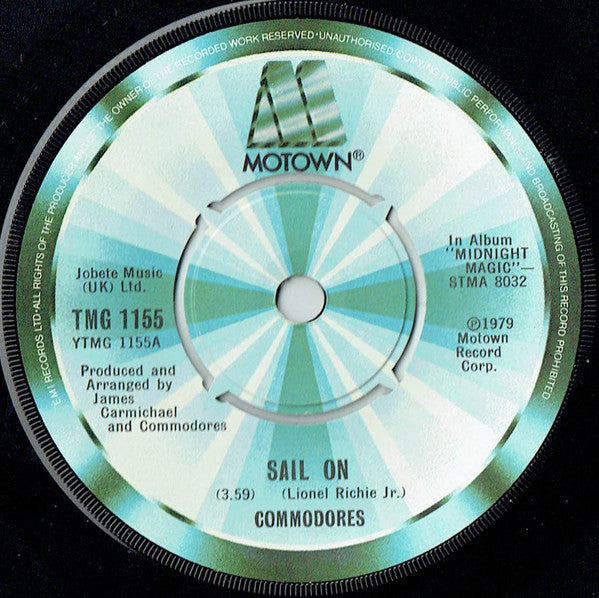 EMI RECORDS LTD·ALL RIGHTS OF THE PRODUCER AND OF THE OWNER OF THE RECORDED WORK RESERVED·UNAUTHORISED COPYING PUBLIC PERFORMANCE AND BROADCASTING OF THIS RECORD PROHIBITED
MOTOWN®
Jobete Music
(UK) Ltd.
TMG 1155
YTMG 1155A
Produced and
Arranged by
James
Carmichael
and Commodores
In Album
"MIDNIGHT
MAGIC"—
STMA 8032
℗1979
Motown
Record
Corp.
SAIL ON
(3.59) (Lionel Richie Jr.)
COMMODORES